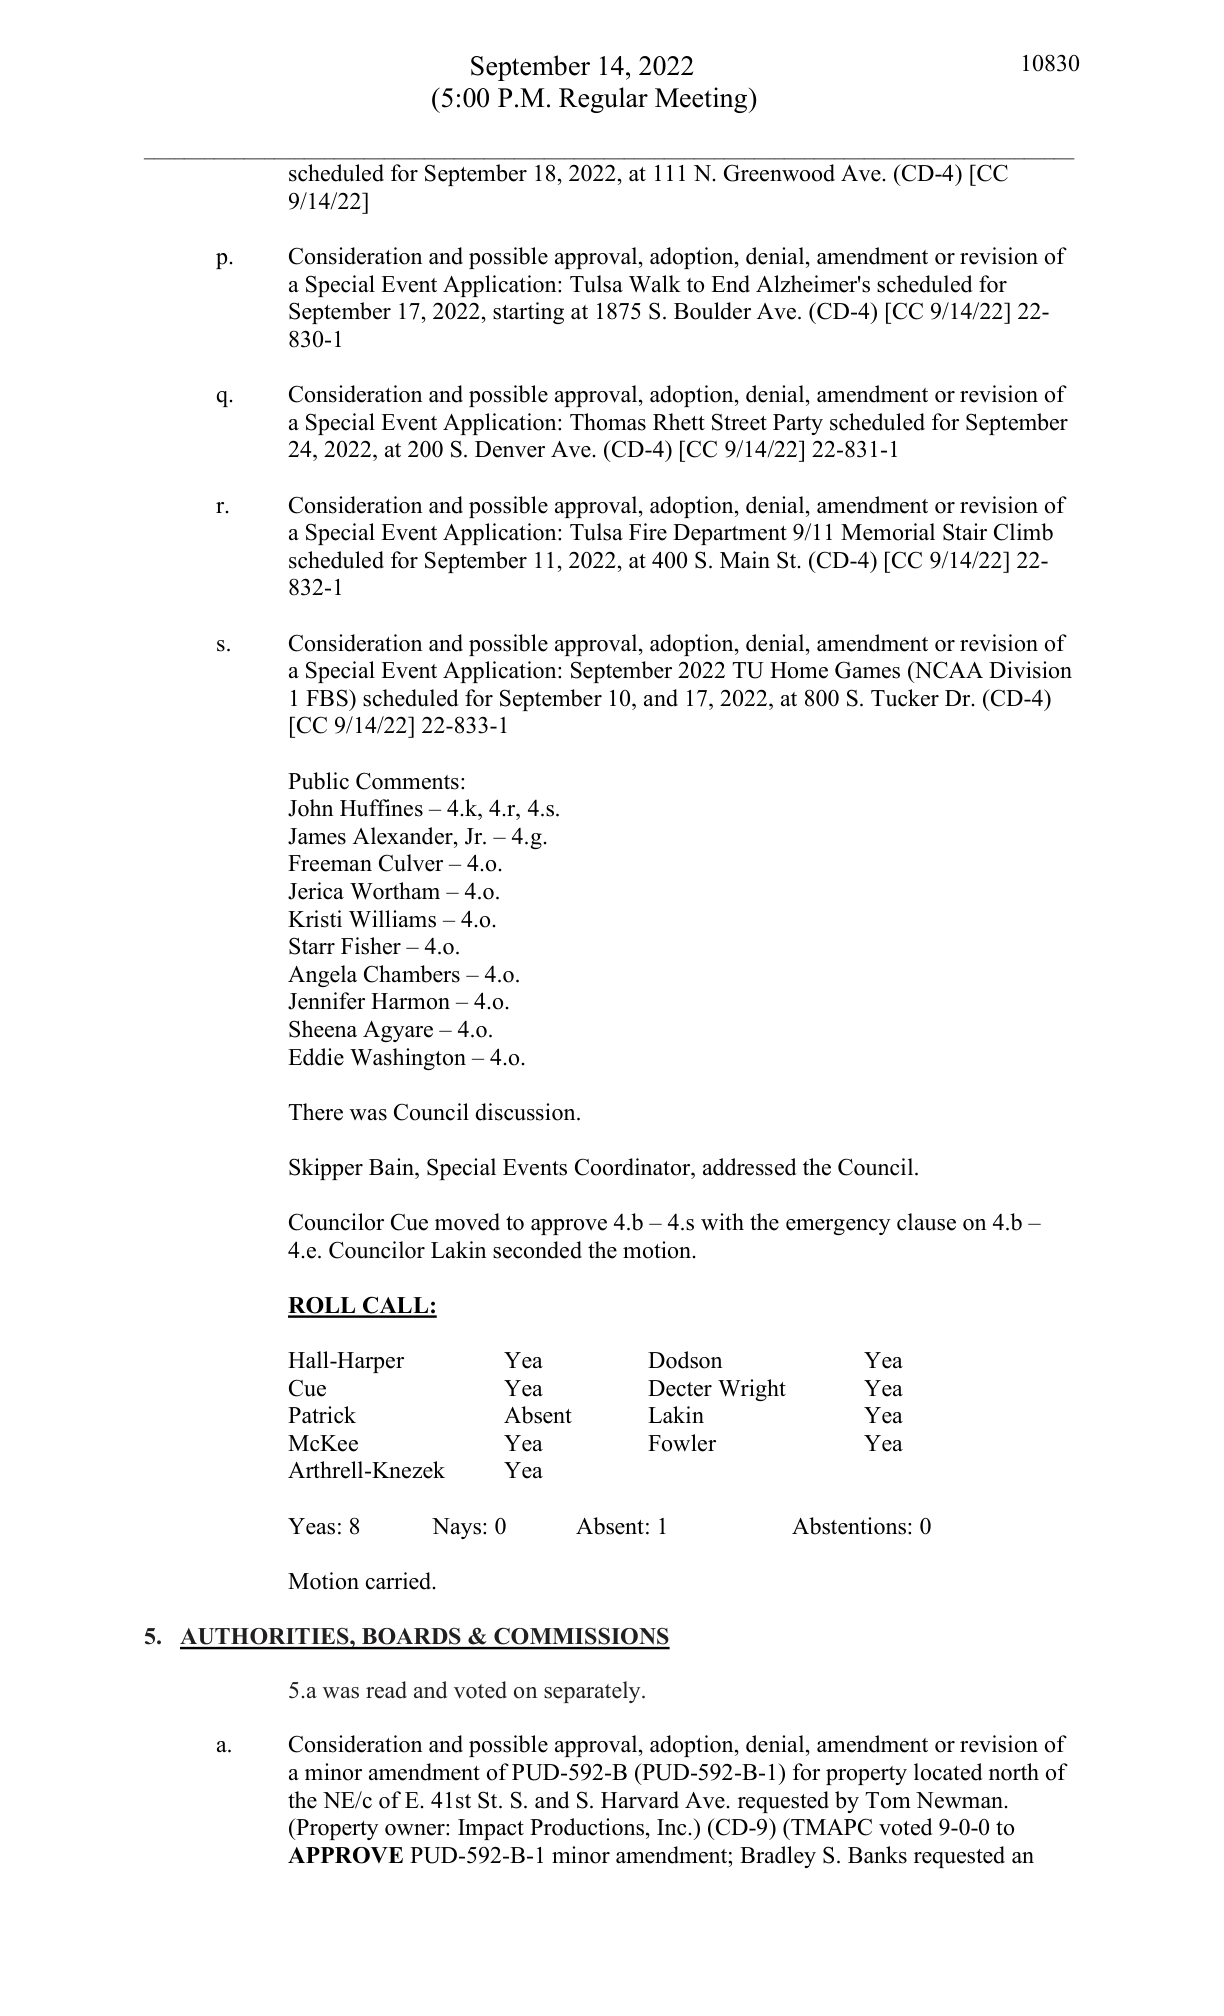 September 14, 2022
10830
(5:00 P.M. Regular Meeting)
scheduled for September 18, 2022, at 111 N. Greenwood Ave. (CD-4) [CC
9/14/22]
p. Consideration and possible approval, adoption, denial, amendment or revision of
a Special Event Application: Tulsa Walk to End Alzheimer's scheduled for
September 17, 2022, starting at 1875 S. Boulder Ave. (CD-4) [CC 9/14/22] 22-
830-1
q. Consideration and possible approval, adoption, denial, amendment or revision of
a Special Event Application: Thomas Rhett Street Party scheduled for September
24, 2022, at 200 S. Denver Ave. (CD-4) [CC 9/14/22] 22-831-1
r. Consideration and possible approval, adoption, denial, amendment or revision of
a Special Event Application: Tulsa Fire Department 9/11 Memorial Stair Climb
scheduled for September 11, 2022, at 400 S. Main St. (CD-4) [CC 9/14/22] 22-
832-1
s. Consideration and possible approval, adoption, denial, amendment or revision of
a Special Event Application: September 2022 TU Home Games (NCAA Division
1 FBS) scheduled for September 10, and 17, 2022, at 800 S. Tucker Dr. (CD-4)
[CC 9/14/22] 22-833-1
Public Comments:
John Huffines – 4.k, 4.r, 4.s.
James Alexander, Jr. – 4.g.
Freeman Culver – 4.o.
Jerica Wortham – 4.o.
Kristi Williams – 4.o.
Starr Fisher – 4.o.
Angela Chambers – 4.o.
Jennifer Harmon – 4.o.
Sheena Agyare – 4.o.
Eddie Washington – 4.o.
There was Council discussion.
Skipper Bain, Special Events Coordinator, addressed the Council.
Councilor Cue moved to approve 4.b – 4.s with the emergency clause on 4.b –
4.e. Councilor Lakin seconded the motion.
ROLL CALL:
Hall-Harper Yea Dodson Yea
Cue Yea Decter Wright Yea
Patrick Absent Lakin Yea
McKee Yea Fowler Yea
Arthrell-Knezek Yea
Yeas: 8 Nays: 0 Absent: 1 Abstentions: 0
Motion carried.
5. AUTHORITIES, BOARDS & COMMISSIONS
5.a was read and voted on separately.
a. Consideration and possible approval, adoption, denial, amendment or revision of
a minor amendment of PUD-592-B (PUD-592-B-1) for property located north of
the NE/c of E. 41st St. S. and S. Harvard Ave. requested by Tom Newman.
(Property owner: Impact Productions, Inc.) (CD-9) (TMAPC voted 9-0-0 to
APPROVE PUD-592-B-1 minor amendment; Bradley S. Banks requested an